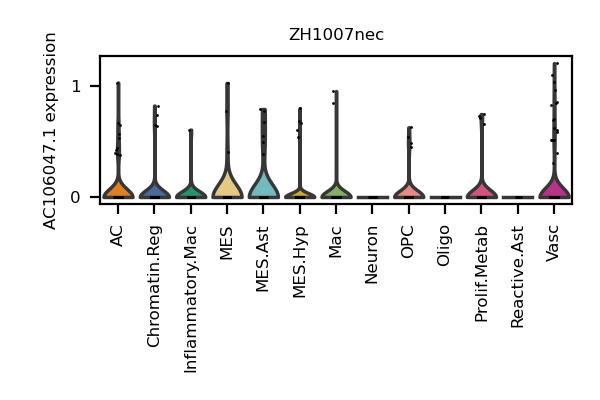 ZH1007nec
AC106047.1 expression
1
0
AC
Chromatin.Reg
Inflammatory.Mac
MES
MES.Ast
MES.Hyp
Mac
Neuron
OPC
Oligo
Prolif.Metab
Reactive.Ast
Vasc